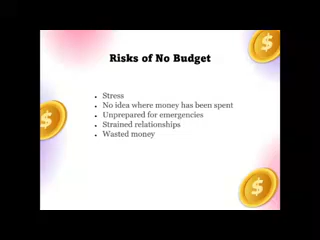 Risks of No Budget
Stress
No idea where money has been spent
Unprepared for emergencies
Strained relationships
Wasted money
$
$
$